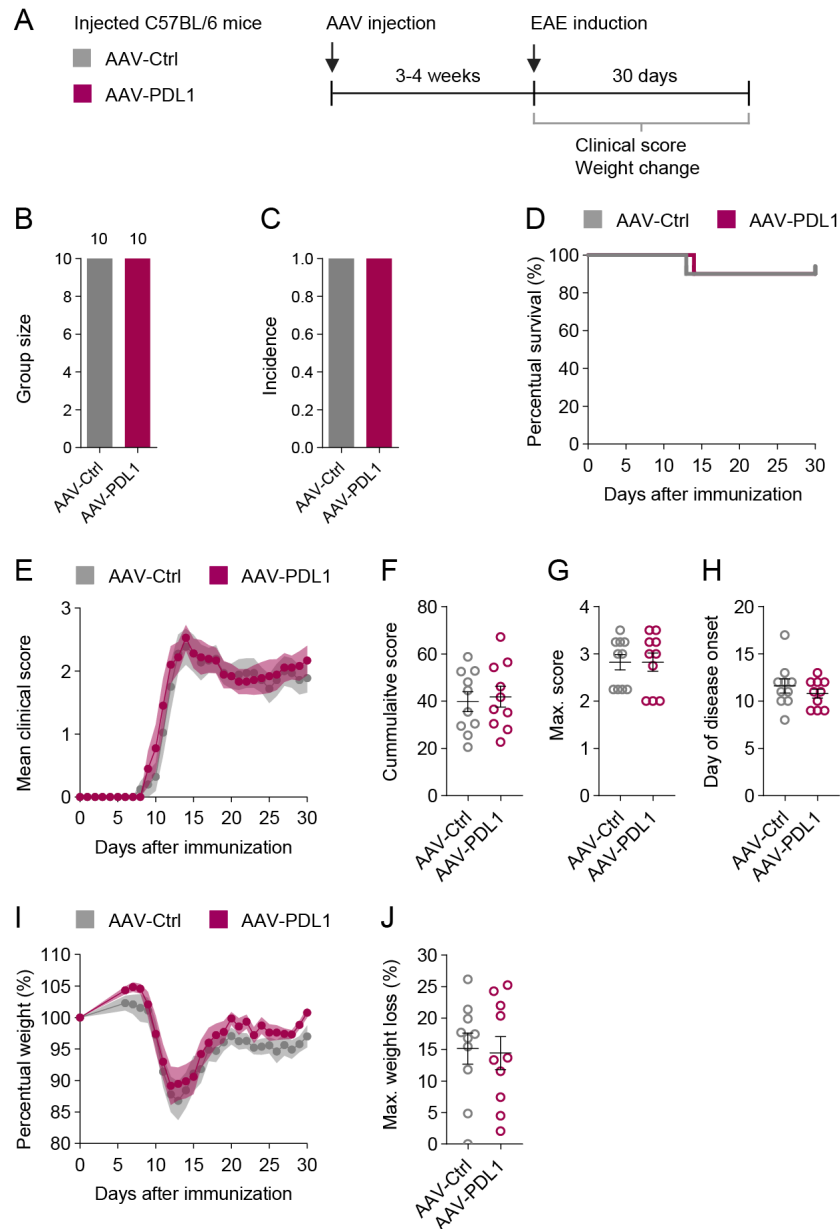 A
Injected C57BL/6 mice
AAV-Ctrl
AAV-PDL1
AAV injection
EAE induction
3-4 weeks
30 days
Clinical score
Weight change
B
10 10
Group size
10
8
6
4
2
0
AAV-Ctrl
AAV-PDL1
C
Incidence
1.0
0.8
0.6
0.4
0.2
0.0
AAV-Ctrl
AAV-PDL1
D
AAV-Ctrl AAV-PDL1
Percentual survival (%)
100
80
60
40
20
0
0 5 10 15 20 25 30
Days after immunization
E
AAV-Ctrl AAV-PDL1
Mean clinical score
3
2
1
0
0 5 10 15 20 25 30
Days after immunization
F
Cummulaitve score
80
60
40
20
0
AAV-Ctrl
AAV-PDL1
G
Max. score
4
3
2
1
0
AAV-Ctrl
AAV-PDL1
H
Day of disease onset
20
15
10
5
0
AAV-Ctrl
AAV-PDL1
I
AAV-Ctrl AAV-PDL1
Percentual weight (%)
110
105
100
95
90
85
80
0 5 10 15 20 25 30
Days after immunization
J
Max. weight loss (%)
30
25
20
15
10
5
0
AAV-Ctrl
AAV-PDL1